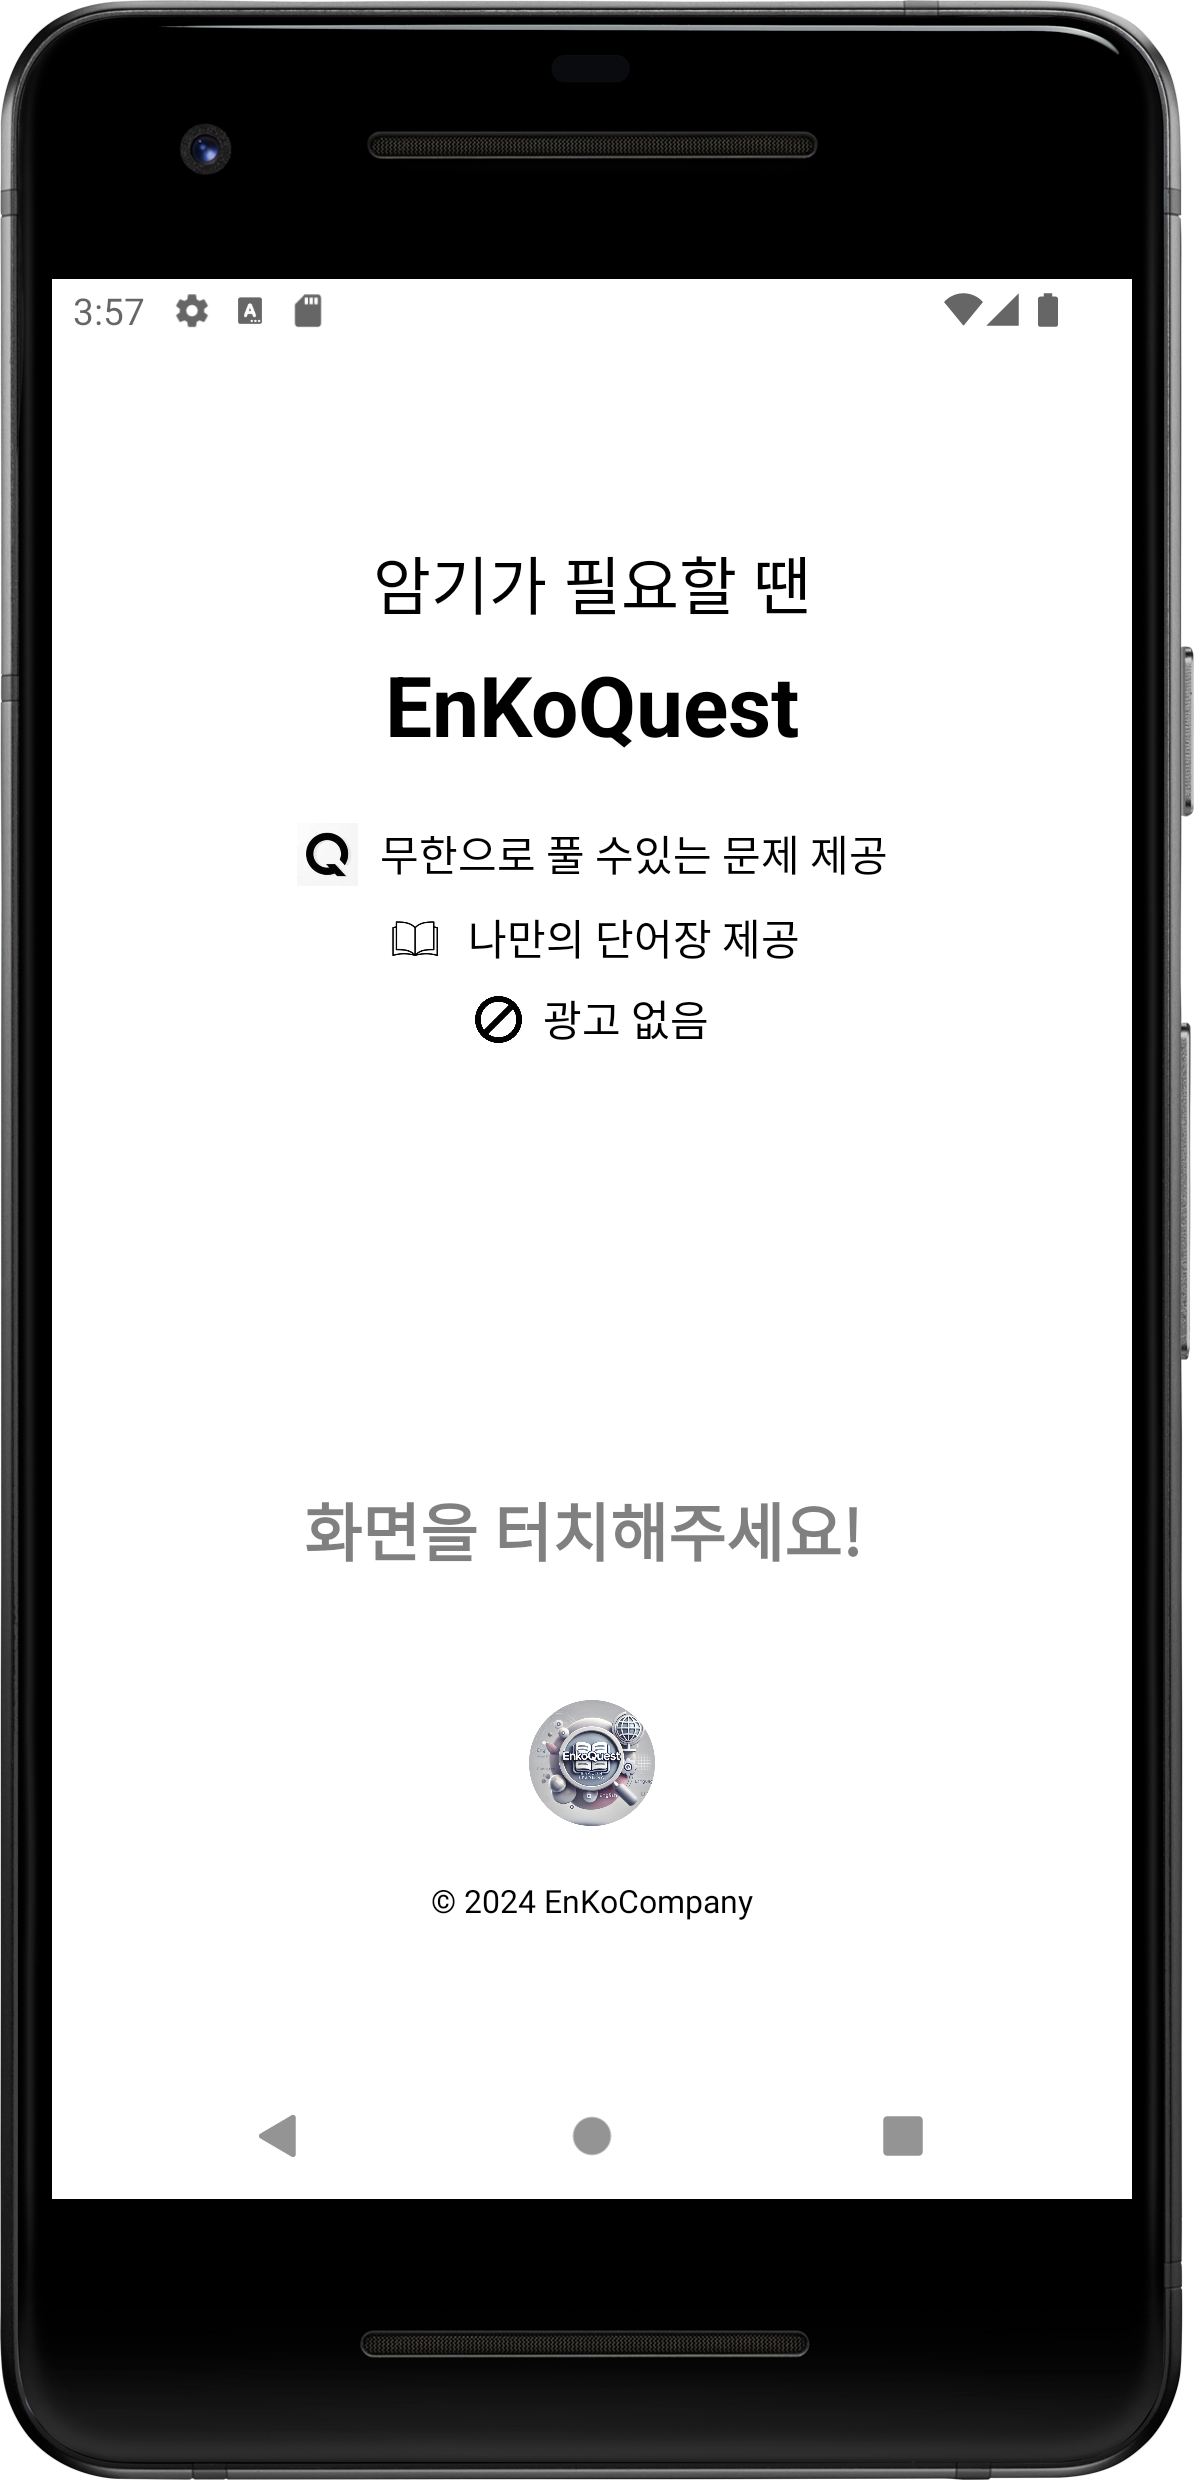 3:57
암기가 필요할 땐
EnKoQuest
무한으로 풀 수있는 문제 제공
나만의 단어장 제공
광고 없음
화면을 터치해주세요!
EnkoQuest
© 2024 EnKoCompany